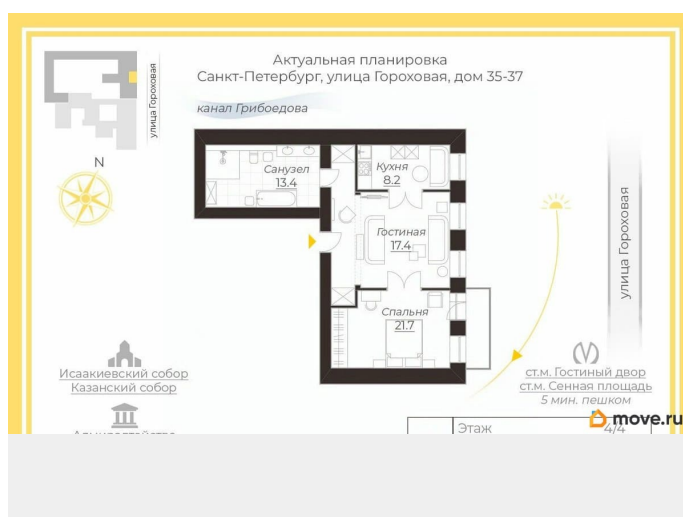 Актуальная планировка
Санкт-Петербург, улица Гороховая, дом 35-37
улица Гороховая
канал Грибоедова
N
Санузел
13.4
Кухня
8.2
Гостиная
17.4
Спальня
21.7
улица Гороховая
Исаакиевский собор
Казанский собор
ст.м. Гостиный двор
ст.м. Сенная площадь
5 мин. пешком
move.ru
Этаж
4/4